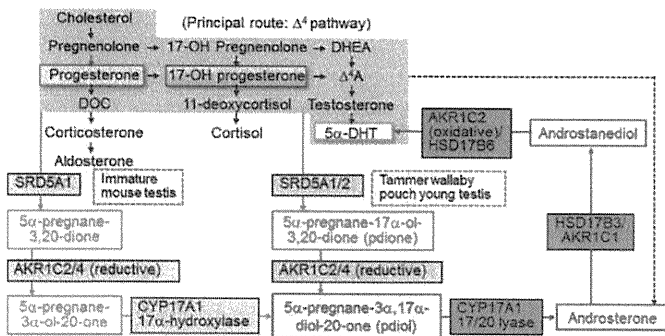 Cholesterol
(Principal route: Δ⁴ pathway)
Pregnenolone
17-OH Pregnenolone
DHEA
Progesterone
17-OH progesterone
Δ⁴A
DOC
11-deoxycortisol
Testosterone
Corticosterone
Cortisol
5α-DHT
AKR1C2
(oxidative)/
HSD17B6
Androstanediol
Aldosterone
SRD5A1
Immature
mouse testis
SRD5A1/2
Tammer wallaby
pouch young testis
5α-pregnane-
3,20-dione
5α-pregnane-17α-ol-
3,20-dione (pdione)
HSD17B3/
AKR1C1
AKR1C2/4 (reductive)
AKR1C2/4 (reductive)
5α-pregnane-
3α-ol-20-one
CYP17A1
17α-hydroxylase
5α-pregnane-3α,17α-
diol-20-one (pdiol)
CYP17A1
17/20 lyase
Androsterone